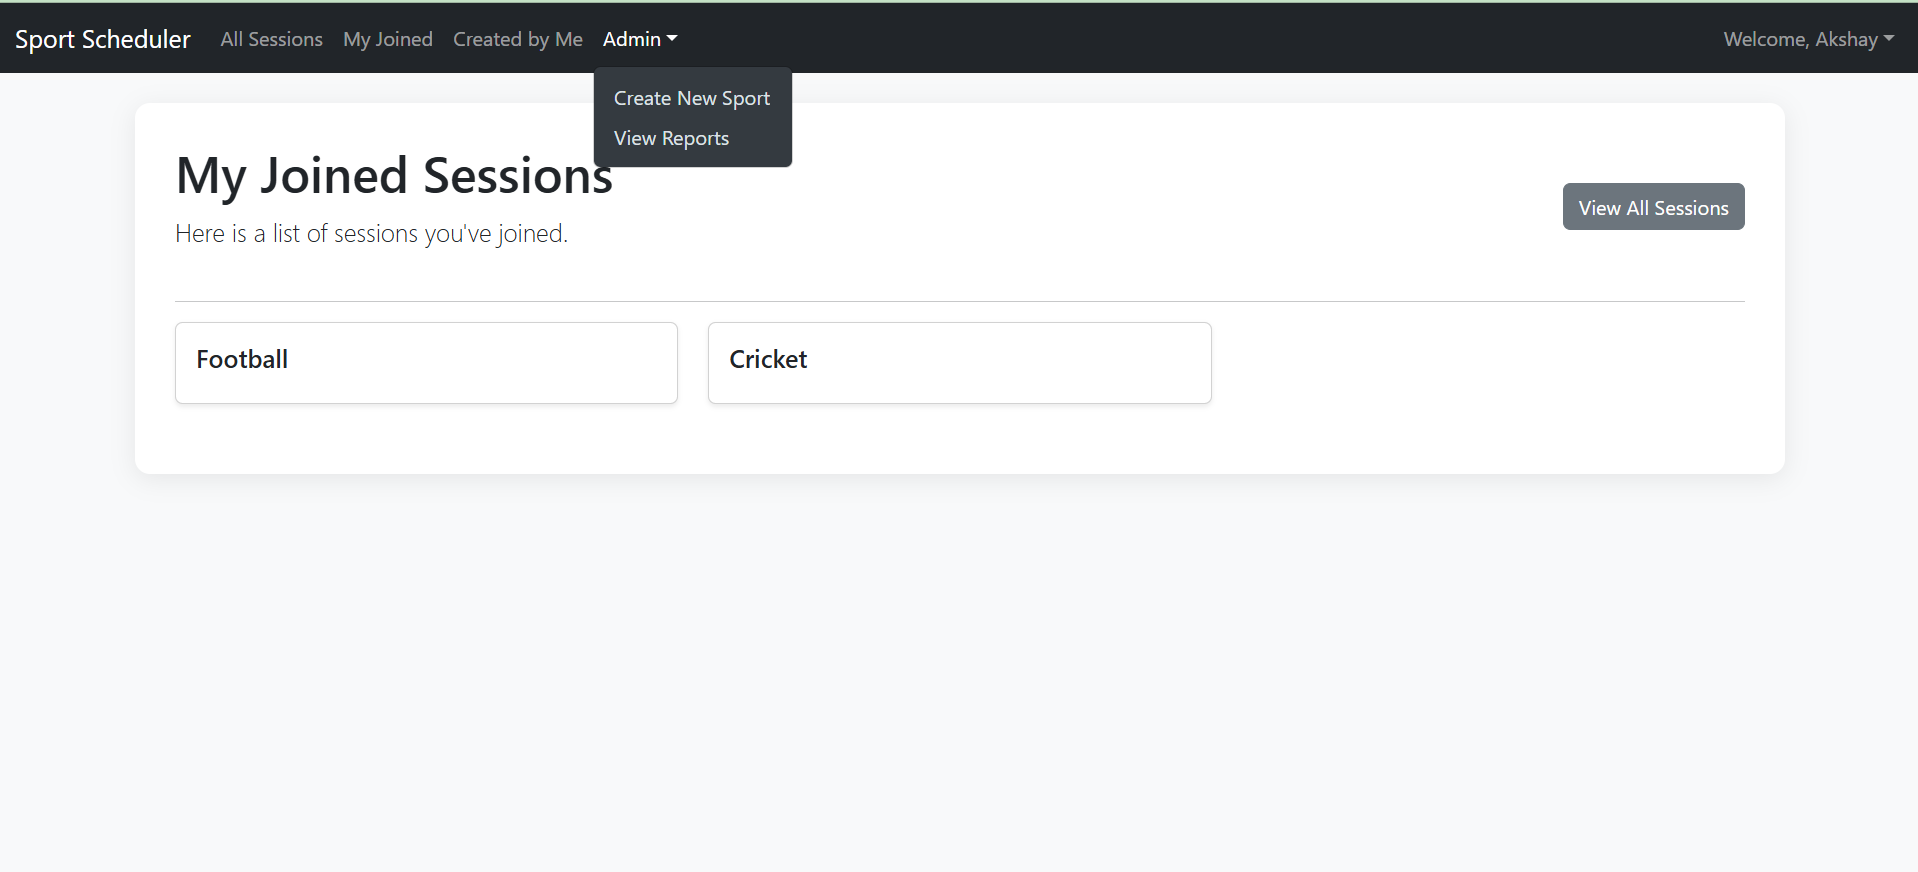 Sport Scheduler All Sessions My Joined Created by Me Admin Welcome, Akshay
Create New Sport
View Reports
My Joined Sessions
Here is a list of sessions you've joined.
View All Sessions
Football
Cricket